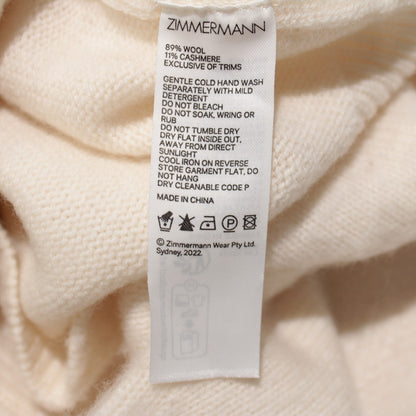 ZIMMERMANN
89% WOOL
11% CASHMERE
EXCLUSIVE OF TRIMS
GENTLE COLD HAND WASH
SEPARATELY WITH MILD
DETERGENT
DO NOT BLEACH
DO NOT SOAK, WRING OR
RUB
DO NOT TUMBLE DRY
DRY FLAT INSIDE OUT,
AWAY FROM DIRECT
SUNLIGHT
COOL IRON ON REVERSE
STORE GARMENT FLAT, DO
NOT HANG
DRY CLEANABLE CODE P
MADE IN CHINA
P
© Zimmermann Wear Pty Ltd.
Sydney, 2022